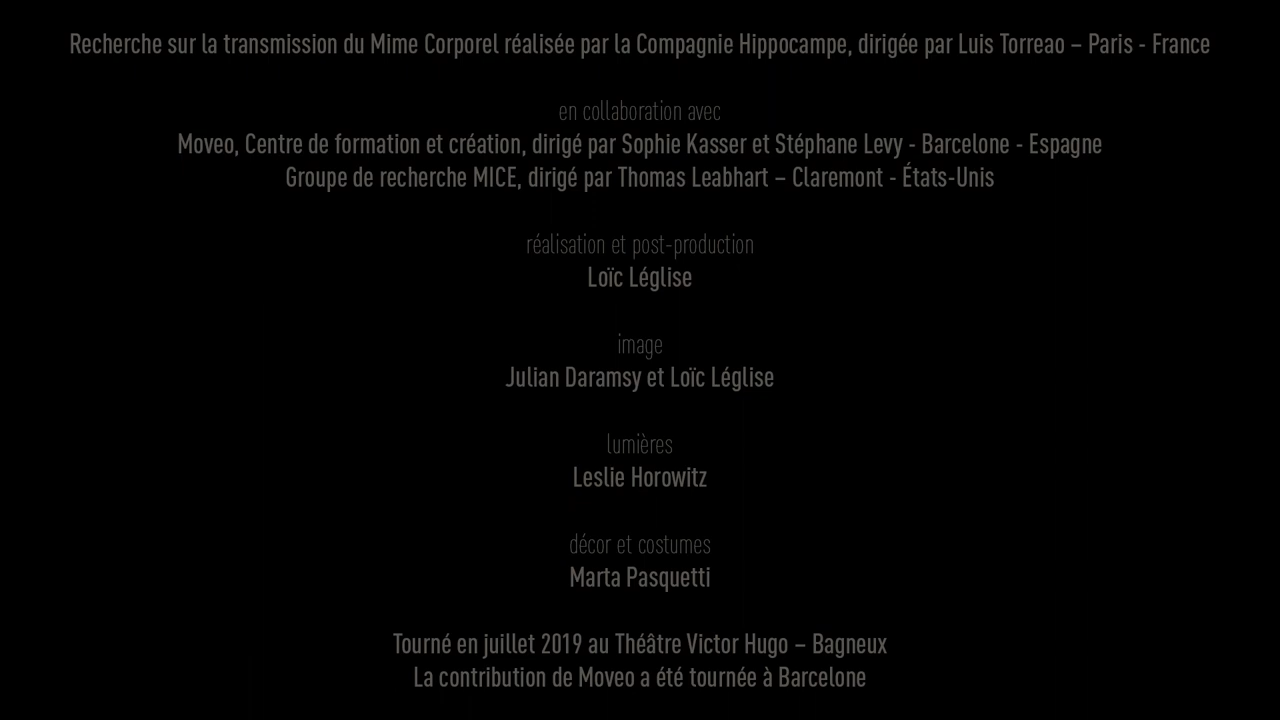 Recherche sur la transmission du Mime Corporel réalisée par la Compagnie Hippocampe, dirigée par Luis Torreao – Paris - France
en collaboration avec
Moveo, Centre de formation et création, dirigé par Sophie Kasser et Stéphane Levy - Barcelone - Espagne
Groupe de recherche MICE, dirigé par Thomas Leabhart – Claremont - États-Unis
réalisation et post-production
Loïc Léglise
image
Julian Daramsy et Loïc Léglise
lumières
Leslie Horowitz
décor et costumes
Marta Pasquetti
Tourné en juillet 2019 au Théâtre Victor Hugo – Bagneux
La contribution de Moveo a été tournée à Barcelone